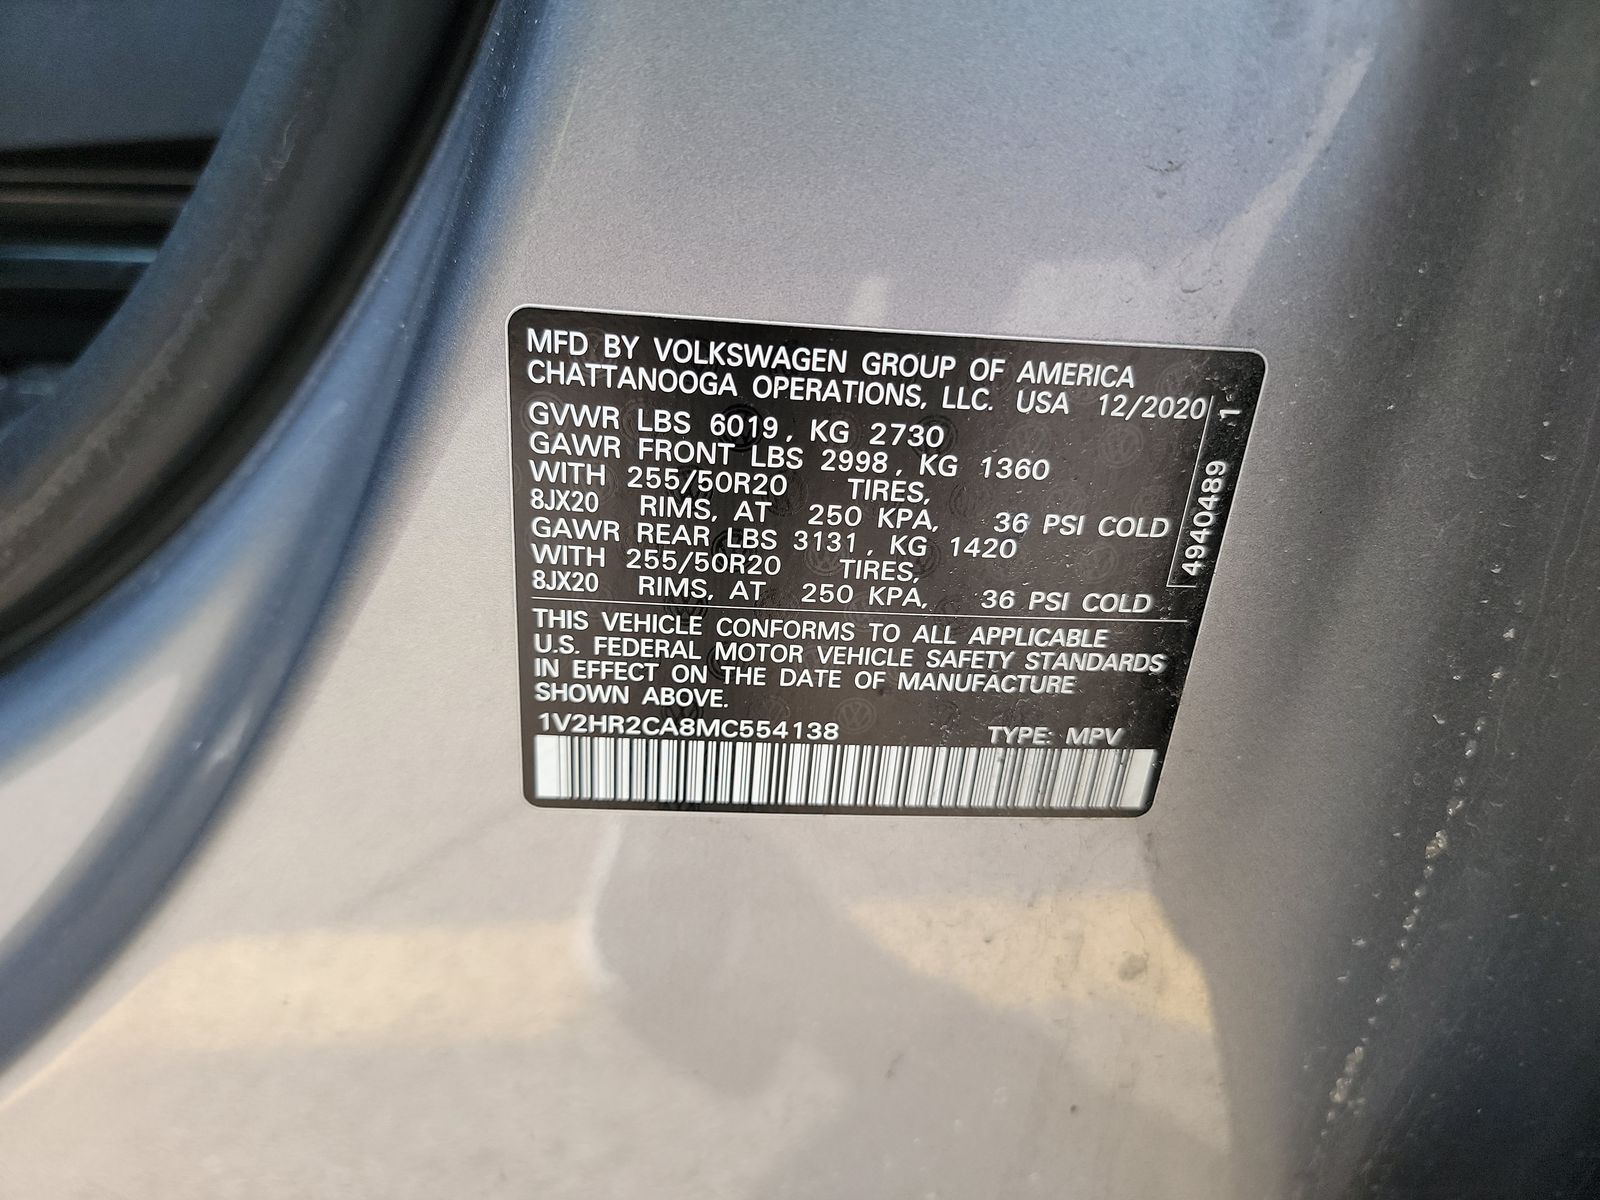 MFD BY VOLKSWAGEN GROUP OF AMERICA
CHATTANOOGA OPERATIONS, LLC. USA 12/2020
GVWR LBS 6019, KG 2730
GAWR FRONT LBS 2998, KG 1360
WITH 255/50R20 TIRES,
8JX20 RIMS, AT 250 KPA, 36 PSI COLD
GAWR REAR LBS 3131, KG 1420
WITH 255/50R20 TIRES,
8JX20 RIMS, AT 250 KPA, 36 PSI COLD
THIS VEHICLE CONFORMS TO ALL APPLICABLE
U.S. FEDERAL MOTOR VEHICLE SAFETY STANDARDS
IN EFFECT ON THE DATE OF MANUFACTURE
SHOWN ABOVE.
1V2HR2CA8MC554138 TYPE: MPV
4940489 1